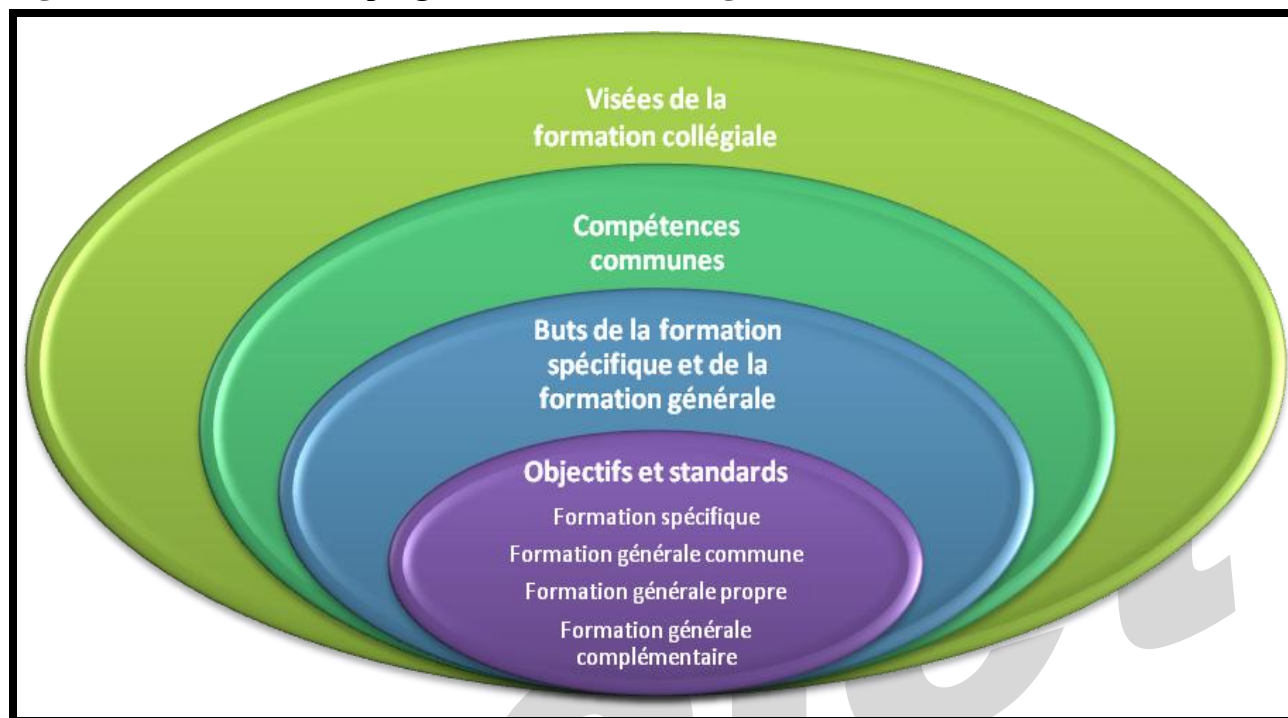 Visées de la
formation collégiale
Compétences
communes
Buts de la formation
spécifique et de la
formation générale
Objectifs et standards
Formation spécifique
Formation générale commune
Formation générale propre
Formation générale
complémentaire